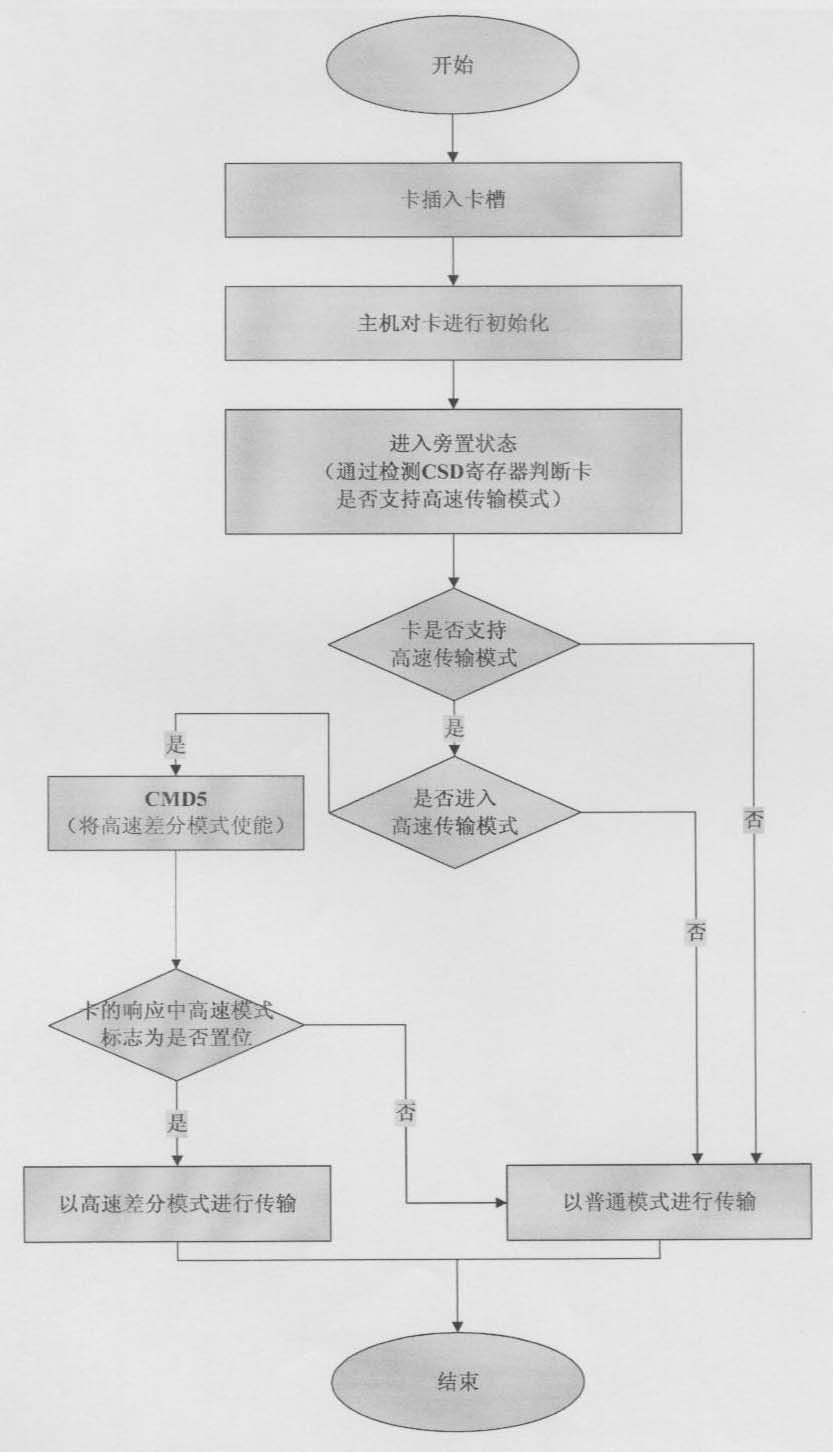 开始
卡插入卡槽
主机对卡进行初始化
进入旁置状态
（通过检测CSD寄存器判断卡
是否支持高速传输模式）
卡是否支持
高速传输模式
是
是
是否进入
高速传输模式
CMD5
（将高速差分模式使能）
否
否
卡的响应中高速模式
标志为是否置位
否
是
以高速差分模式进行传输
以普通模式进行传输
结束